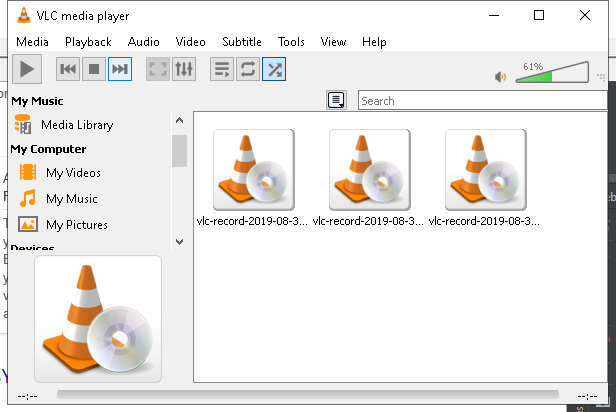 VLC media player
Media Playback Audio Video Subtitle Tools View Help
61%
My Music
Search
Media Library
My Computer
My Videos
My Music
My Pictures
Devices
vlc-record-2019-08-3... vlc-record-2019-08-3... vlc-record-2019-08-3...
--:-- --:--